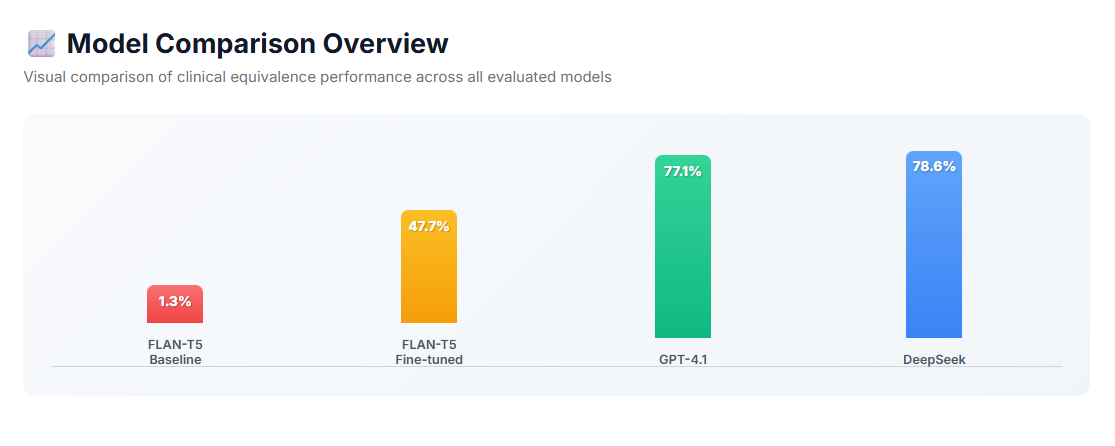 Model Comparison Overview
Visual comparison of clinical equivalence performance across all evaluated models
1.3%
47.7%
77.1%
78.6%
FLAN-T5
Baseline
FLAN-T5
Fine-tuned
GPT-4.1
DeepSeek